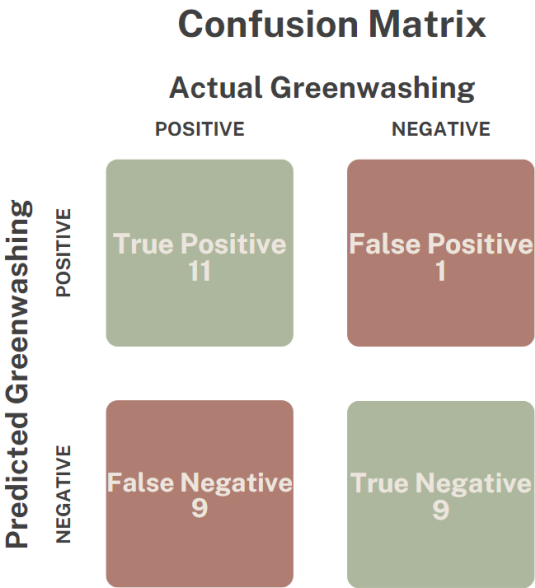 Confusion Matrix
Actual Greenwashing
POSITIVE
NEGATIVE
Predicted Greenwashing
POSITIVE
True Positive
11
False Positive
1
NEGATIVE
False Negative
9
True Negative
9